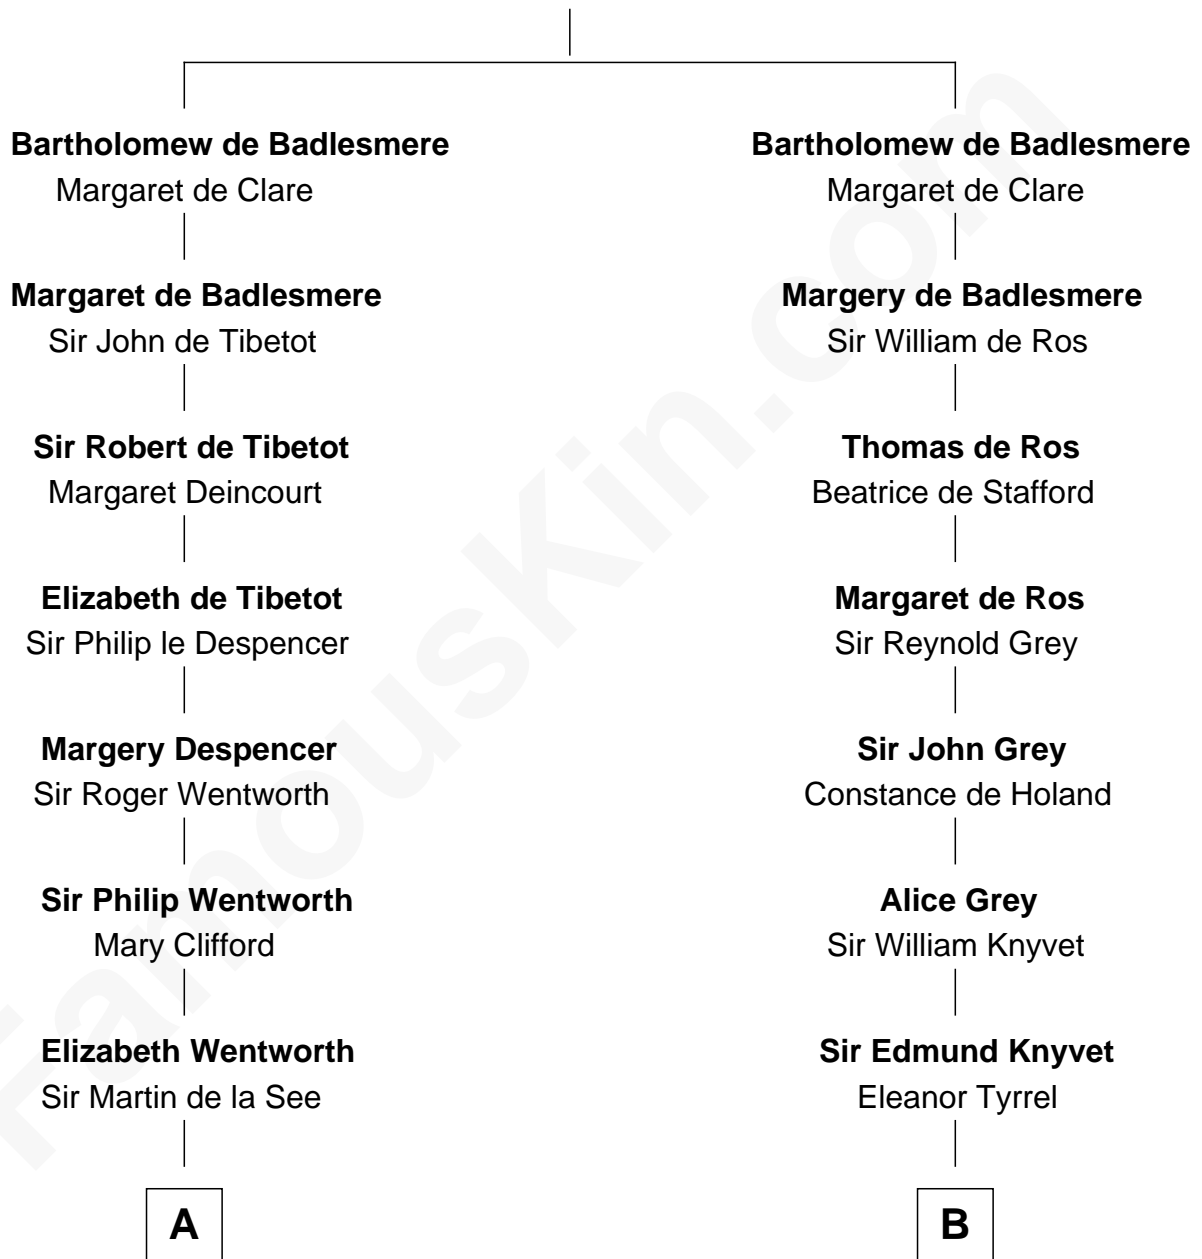 Bartholomew de Badlesmere
Margaret de Clare
Margaret de Badlesmere
Sir John de Tibetot
Sir Robert de Tibetot
Margaret Deincourt
Elizabeth de Tibetot
Sir Philip le Despencer
Margery Despencer
Sir Roger Wentworth
Sir Philip Wentworth
Mary Clifford
Elizabeth Wentworth
Sir Martin de la See
A
Bartholomew de Badlesmere
Margaret de Clare
Margery de Badlesmere
Sir William de Ros
Thomas de Ros
Beatrice de Stafford
Margaret de Ros
Sir Reynold Grey
Sir John Grey
Constance de Holand
Alice Grey
Sir William Knyvet
Sir Edmund Knyvet
Eleanor Tyrrel
B
FamousKin.com